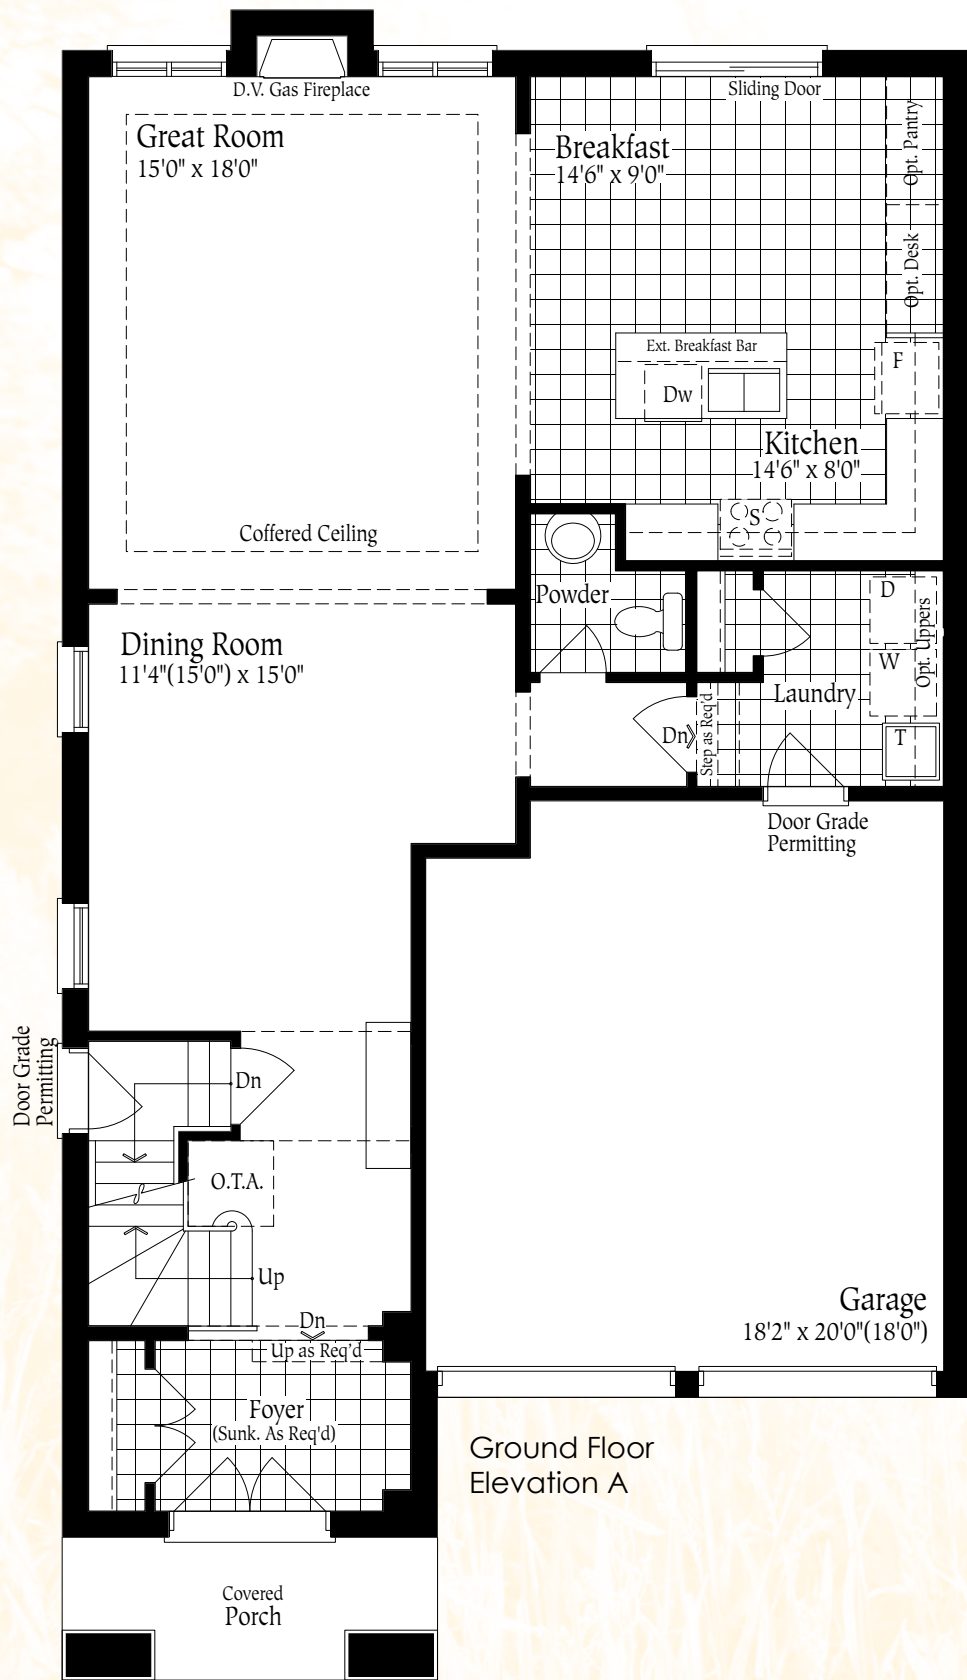 D.V. Gas Fireplace
Sliding Door
Great Room
15'0" x 18'0"
Breakfast
14'6" x 9'0"
Opt. Pantry
Opt. Desk
Ext. Breakfast Bar
F
Dw
Kitchen
14'6" x 8'0"
S
Coffered Ceiling
Powder
D
W
Opt. Uppers
Dining Room
11'4"(15'0") x 15'0"
Laundry
Dn
Step as Req'd
T
Door Grade
Permitting
Door Grade
Permitting
Dn
O.T.A.
Up
Dn
Up as Req'd
Garage
18'2" x 20'0"(18'0")
Foyer
(Sunk. As Req'd)
Ground Floor
Elevation A
Covered
Porch